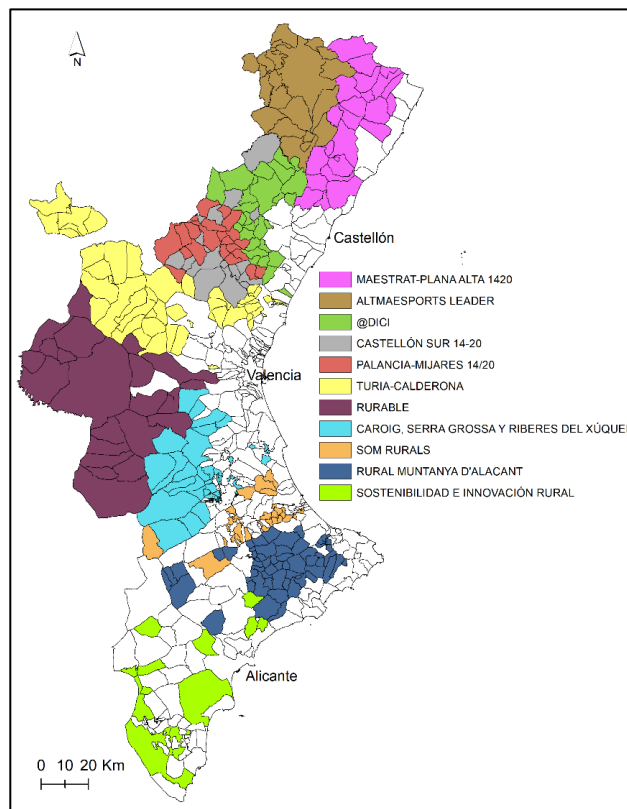 N
Castellón
MAESTRAT-PLANA ALTA 1420
ALTMAESPORTS LEADER
@DICI
CASTELLÓN SUR 14-20
PALANCIA-MIJARES 14/20
Valencia
TURIA-CALDERONA
RURABLE
CAROIG, SERRA GROSSA Y RIBERES DEL XÚQUER
SOM RURALS
RURAL MUNTANYA D'ALACANT
SOSTENIBILIDAD E INNOVACIÓN RURAL
Alicante
0 10 20 Km